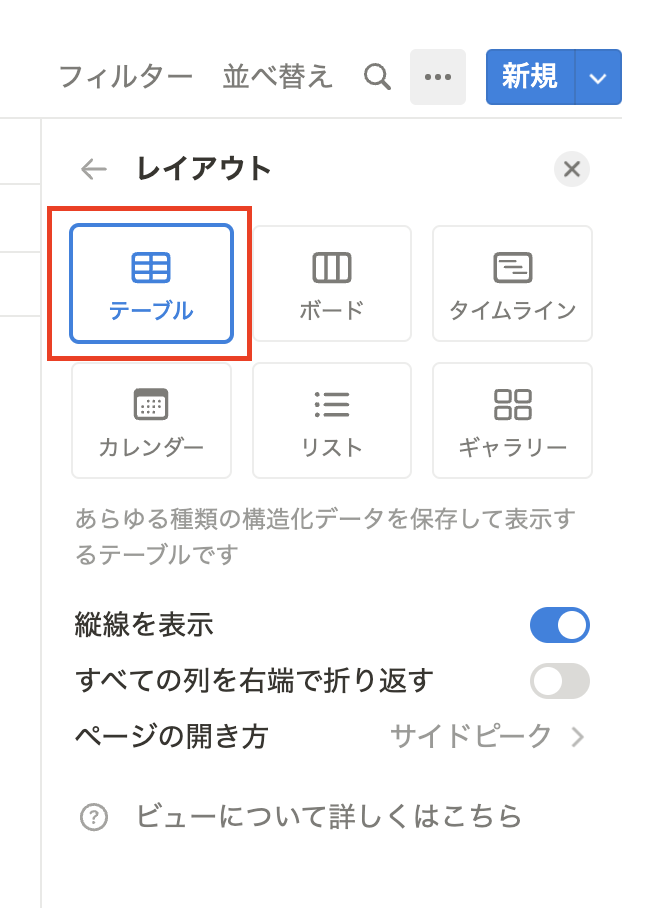 フィルター 並べ替え 新規
レイアウト
テーブル ボード タイムライン
カレンダー リスト ギャラリー
あらゆる種類の構造化データを保存して表示す
るテーブルです
縦線を表示
すべての列を右端で折り返す
ページの開き方 サイドピーク
? ビューについて詳しくはこちら